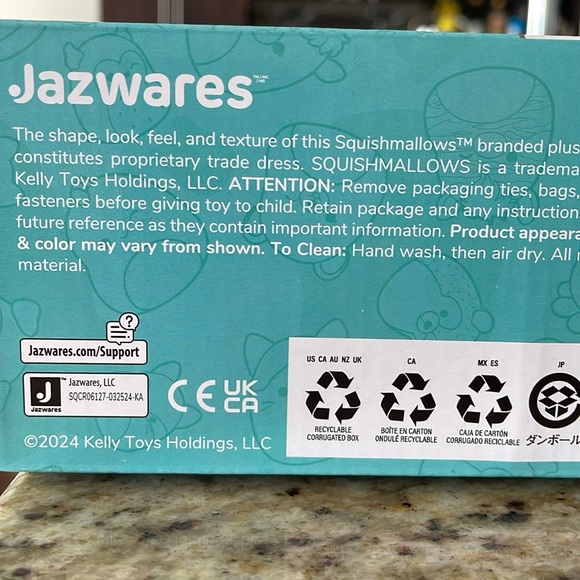 Jazwares
The shape, look, feel, and texture of this Squishmallows™ branded plus
constitutes proprietary trade dress. SQUISHMALLOWS is a tradema
Kelly Toys Holdings, LLC. ATTENTION: Remove packaging ties, bags,
fasteners before giving toy to child. Retain package and any instruction
future reference as they contain important information. Product appeara
& color may vary from shown. To Clean: Hand wash, then air dry. All
material.
?
Jazwares.com/Support
Jazwares, LLC
SQCR06127-032524-KA
J™
Jazwares
CE UK CA
©2024 Kelly Toys Holdings, LLC
US CA AU NZ UK
RECYCLABLE
CORRUGATED BOX
CA
BOÎTE EN CARTON
ONDULÉ RECYCLABLE
MX ES
CAJA DE CARTÓN
CORRUGADO RECICLABLE
JP
ダンボール